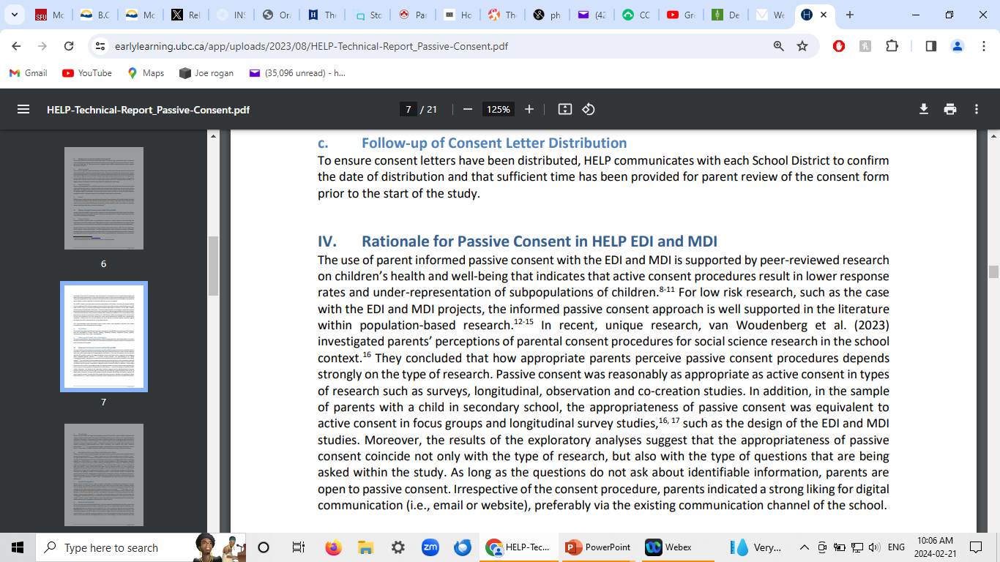 SFU Mc B.C Mc Rel INS Ora The Stc Par Ho The ph (42 CC Gre De We
earlylearning.ubc.ca/app/uploads/2023/08/HELP-Technical-Report_Passive-Consent.pdf
Gmail YouTube Maps Joe rogan (35,096 unread) - h...
HELP-Technical-Report_Passive-Consent.pdf 7 / 21 125%
c. Follow-up of Consent Letter Distribution
To ensure consent letters have been distributed, HELP communicates with each School District to confirm
the date of distribution and that sufficient time has been provided for parent review of the consent form
prior to the start of the study.
IV. Rationale for Passive Consent in HELP EDI and MDI
The use of parent informed passive consent with the EDI and MDI is supported by peer-reviewed research
on children's health and well-being that indicates that active consent procedures result in lower response
rates and under-representation of subpopulations of children.8-11 For low risk research, such as the case
with the EDI and MDI projects, the informed passive consent approach is well supported in the literature
within population-based research.12-15 In recent, unique research, van Woudenberg et al. (2023)
investigated parents' perceptions of parental consent procedures for social science research in the school
context.16 They concluded that how appropriate parents perceive passive consent procedures depends
strongly on the type of research. Passive consent was reasonably as appropriate as active consent in types
of research such as surveys, longitudinal, observation and co-creation studies. In addition, in the sample
of parents with a child in secondary school, the appropriateness of passive consent was equivalent to
active consent in focus groups and longitudinal survey studies,16, 17 such as the design of the EDI and MDI
studies. Moreover, the results of the exploratory analyses suggest that the appropriateness of passive
consent coincide not only with the type of research, but also with the type of questions that are being
asked within the study. As long as the questions do not ask about identifiable information, parents are
open to passive consent. Irrespective of the consent procedure, parents indicated a strong liking for digital
communication (i.e., email or website), preferably via the existing communication channel of the school.
6
7
Type here to search zm HELP-Tec... PowerPoint Webex Very... ENG 10:06 AM
2024-02-21